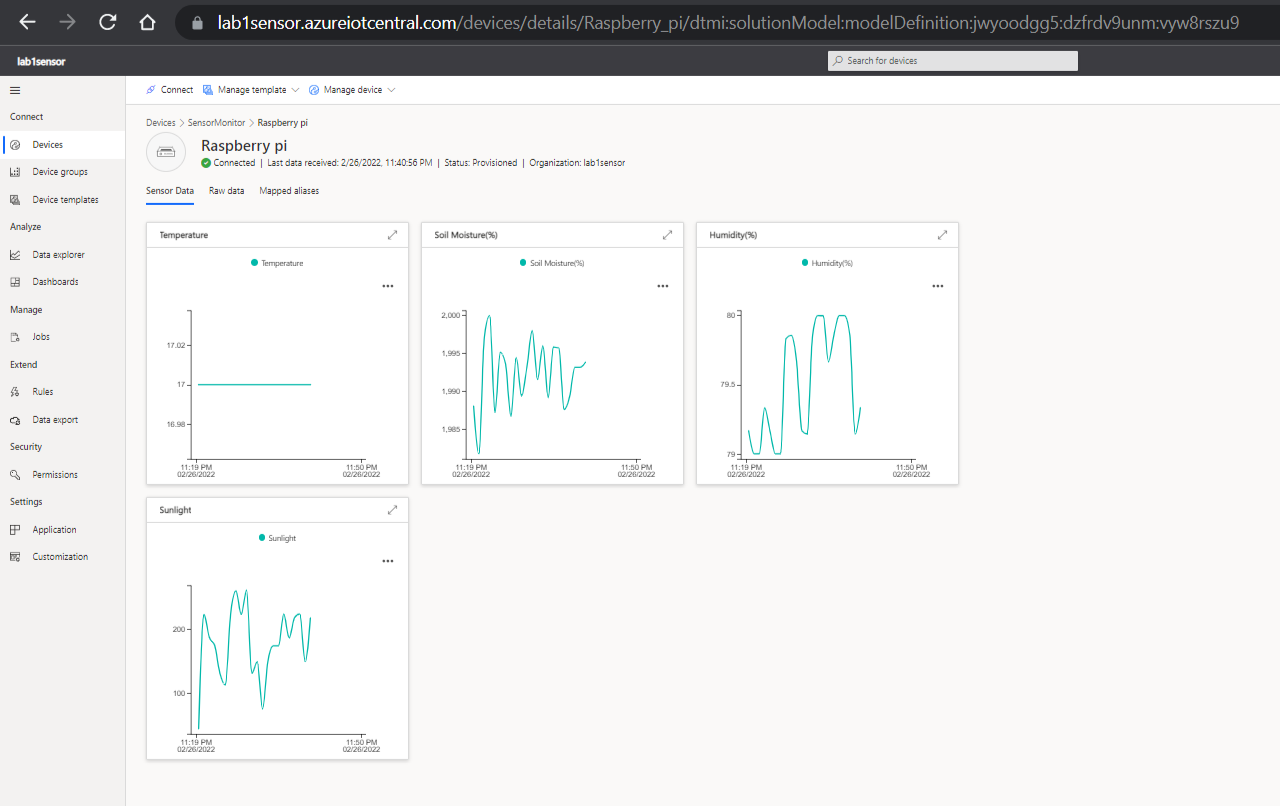 lab1sensor.azureiotcentral.com/devices/details/Raspberry_pi/dtmi:solutionModel:modelDefinition:jwyoodgg5:dzfrdv9unm:vyw8rszu9
lab1sensor
Search for devices
Connect
Devices
Device groups
Device templates
Analyze
Data explorer
Dashboards
Manage
Jobs
Extend
Rules
Data export
Security
Permissions
Settings
Application
Customization
Connect Manage template Manage device
Devices > SensorMonitor > Raspberry pi
Raspberry pi
Connected | Last data received: 2/26/2022, 11:40:56 PM | Status: Provisioned | Organization: lab1sensor
Sensor Data Raw data Mapped aliases
Temperature
Temperature
17.02
17
16.98
11:19 PM 11:50 PM
02/26/2022 02/26/2022
Soil Moisture(%)
Soil Moisture(%)
2,000
1,995
1,990
1,985
11:19 PM 11:50 PM
02/26/2022 02/26/2022
Humidity(%)
Humidity(%)
80
79.5
79
11:19 PM 11:50 PM
02/26/2022 02/26/2022
Sunlight
Sunlight
200
100
11:19 PM 11:50 PM
02/26/2022 02/26/2022